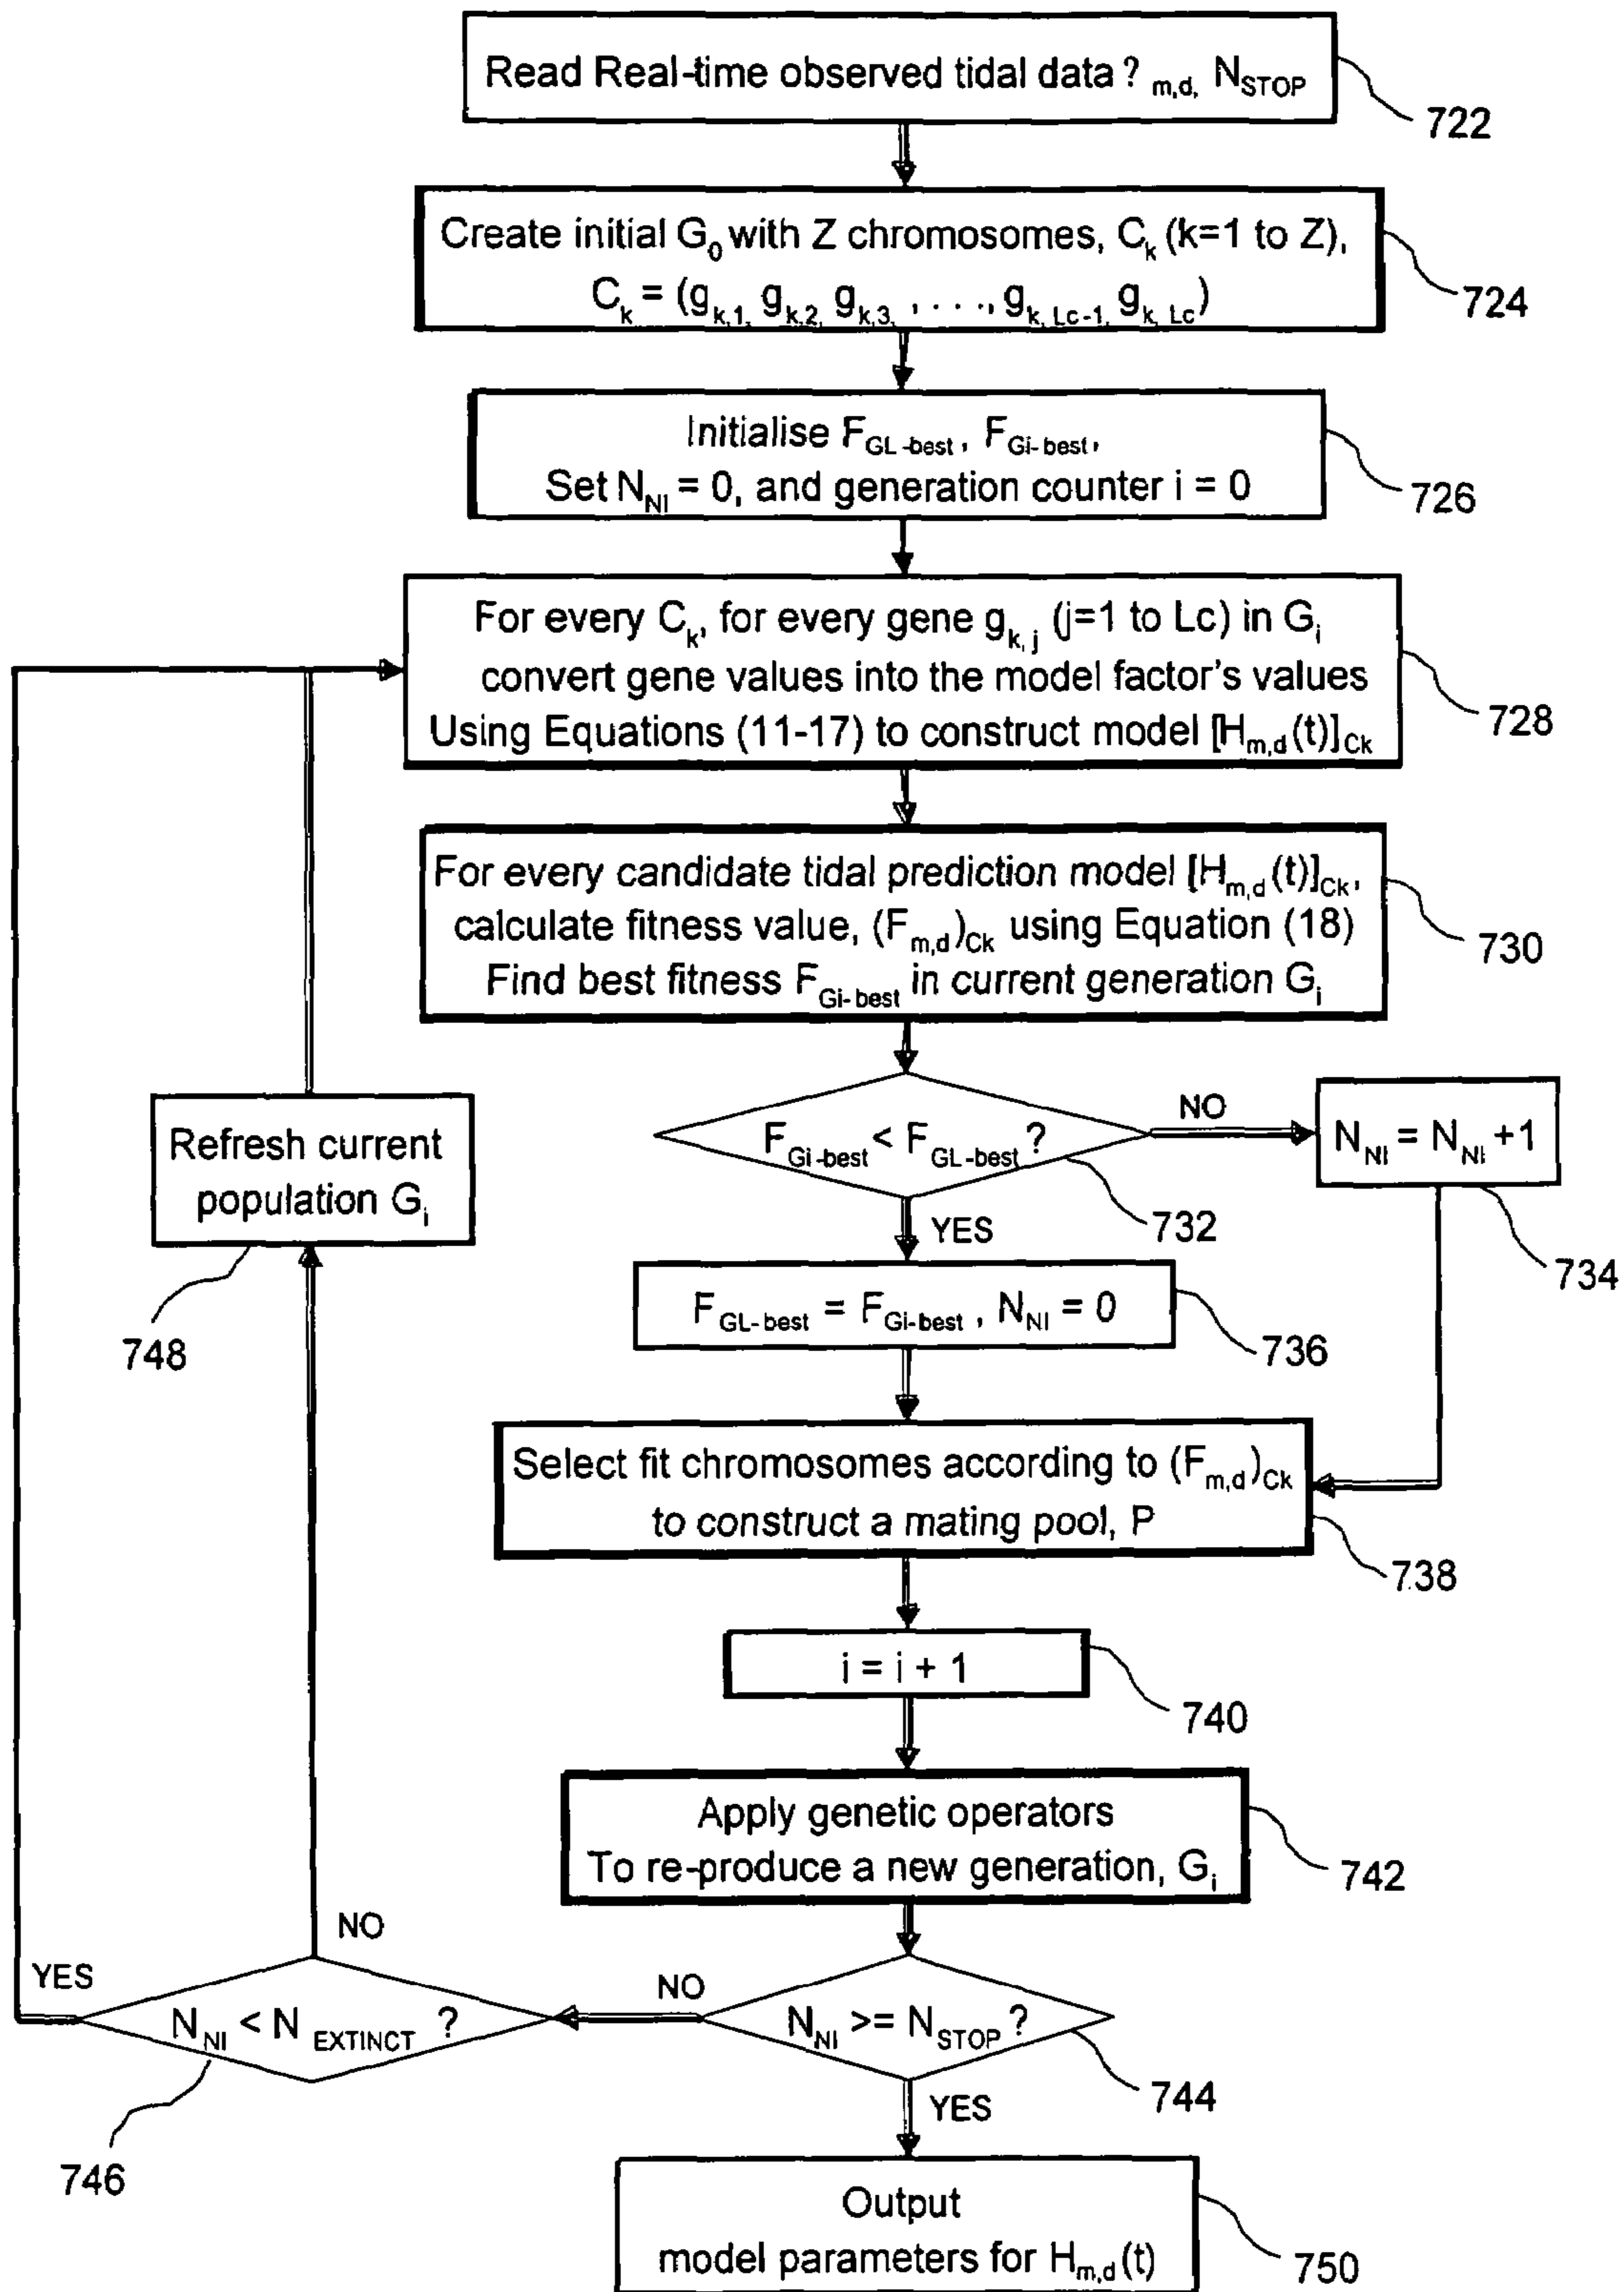 Read Real-time observed tidal data ? m,d, N STOP
722
Create initial G0 with Z chromosomes, Ck (k=1 to Z),
Ck = (gk,1, gk,2, gk,3, , . . ., gk, Lc-1, gk, Lc)
724
Initialise FGL-best, FGi-best,
Set NNI = 0, and generation counter i = 0
726
For every Ck, for every gene gk, j (j=1 to Lc) in Gi
convert gene values into the model factor's values
Using Equations (11-17) to construct model [Hm,d (t)]Ck
728
For every candidate tidal prediction model [Hm,d (t)]Ck,
calculate fitness value, (Fm,d)Ck using Equation (18)
Find best fitness FGi-best in current generation Gi
730
FGi-best < FGL-best ?
NO
NNI = NNI +1
732
734
YES
Refresh current
population Gi
748
FGL-best = FGi-best , NNI = 0
736
Select fit chromosomes according to (Fm,d)Ck
to construct a mating pool, P
738
i = i + 1
740
Apply genetic operators
To re-produce a new generation, Gi
742
NO
YES
NNI < N EXTINCT ?
746
NO
NNI >= NSTOP ?
744
YES
Output
model parameters for Hm,d (t)
750